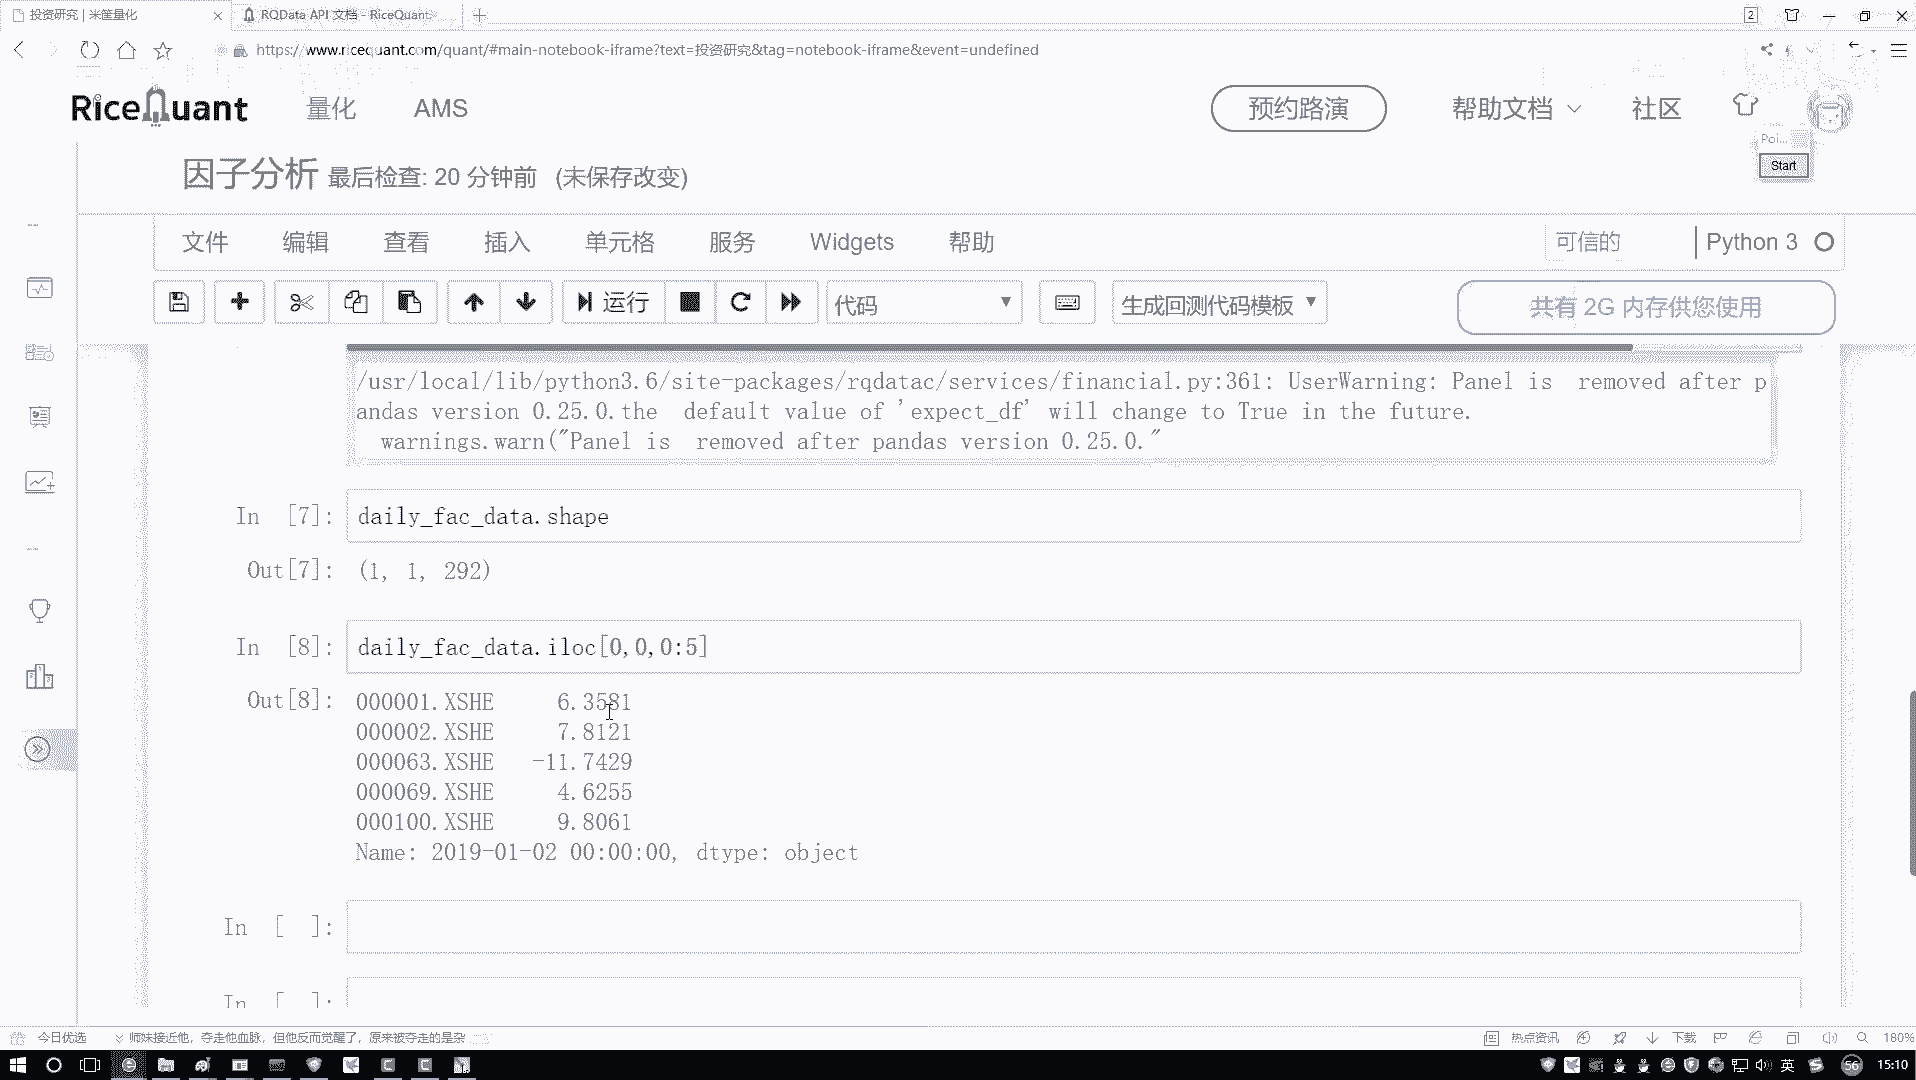 投资研究 | 米筐量化
RQData API 文档 - RiceQuant
2
https://www.ricequant.com/quant/#main-notebook-iframe?text=投资研究&tag=notebook-iframe&event=undefined
RiceQuant 量化 AMS 预约路演 帮助文档 社区
Poi...
Start
因子分析 最后检查: 20 分钟前 (未保存改变)
文件 编辑 查看 插入 单元格 服务 Widgets 帮助 可信的 Python 3
运行 代码 生成回测代码模板 共有 2G 内存供您使用
/usr/local/lib/python3.6/site-packages/rqdatac/services/financial.py:361: UserWarning: Panel is  removed after p
andas version 0.25.0.the  default value of 'expect_df' will change to True in the future.
  warnings.warn("Panel is  removed after pandas version 0.25.0."
In [7]: daily_fac_data.shape
Out[7]: (1, 1, 292)
In [8]: daily_fac_data.iloc[0,0,0:5]
Out[8]: 000001.XSHE 6.3581
000002.XSHE 7.8121
000063.XSHE -11.7429
000069.XSHE 4.6255
000100.XSHE 9.8061
Name: 2019-01-02 00:00:00, dtype: object
In [ ]:
In [ ]:
今日优选 师妹接近他，夺走他血脉，但他反而觉醒了，原来被夺走的是杂 热点资讯 下载 180%
英 56 15:10